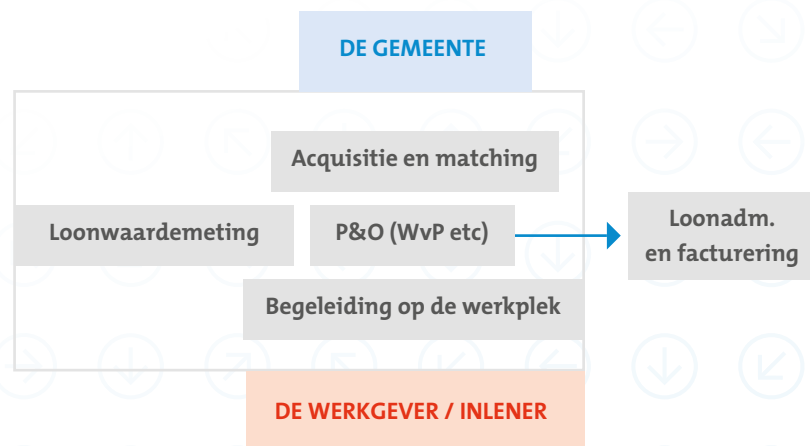 DE GEMEENTE
Acquisitie en matching
Loonwaardemeting
P&O (WvP etc)
Loonadm.
en facturering
Begeleiding op de werkplek
DE WERKGEVER / INLENER